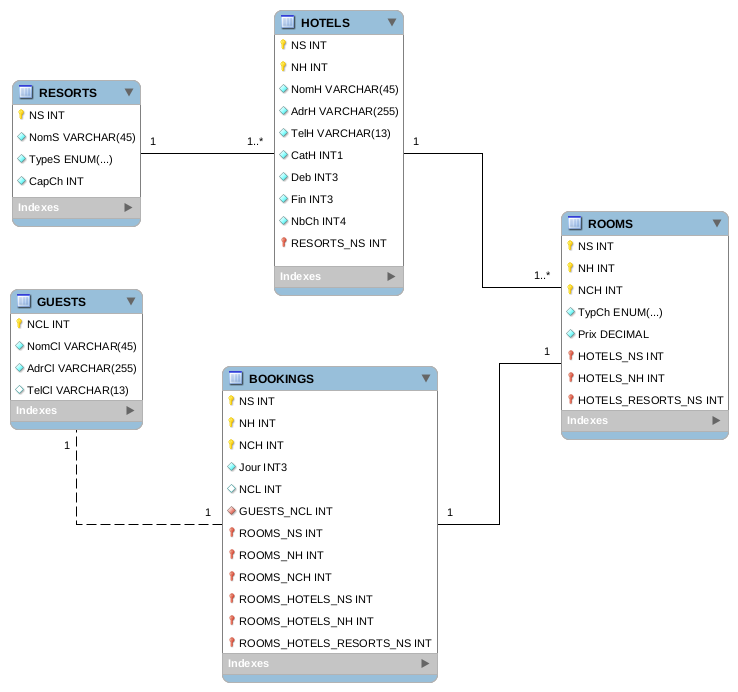 HOTELS
NS INT
NH INT
NomH VARCHAR(45)
AdrH VARCHAR(255)
TelH VARCHAR(13)
CatH INT1
Deb INT3
Fin INT3
NbCh INT4
RESORTS_NS INT
Indexes
RESORTS
NS INT
NomS VARCHAR(45)
TypeS ENUM(...)
CapCh INT
Indexes
1
1..*
1
1..*
ROOMS
NS INT
NH INT
NCH INT
TypCh ENUM(...)
Prix DECIMAL
HOTELS_NS INT
HOTELS_NH INT
HOTELS_RESORTS_NS INT
Indexes
GUESTS
NCL INT
NomCl VARCHAR(45)
AdrCl VARCHAR(255)
TelCl VARCHAR(13)
Indexes
1
1
BOOKINGS
NS INT
NH INT
NCH INT
Jour INT3
NCL INT
GUESTS_NCL INT
ROOMS_NS INT
ROOMS_NH INT
ROOMS_NCH INT
ROOMS_HOTELS_NS INT
ROOMS_HOTELS_NH INT
ROOMS_HOTELS_RESORTS_NS INT
Indexes
1
1